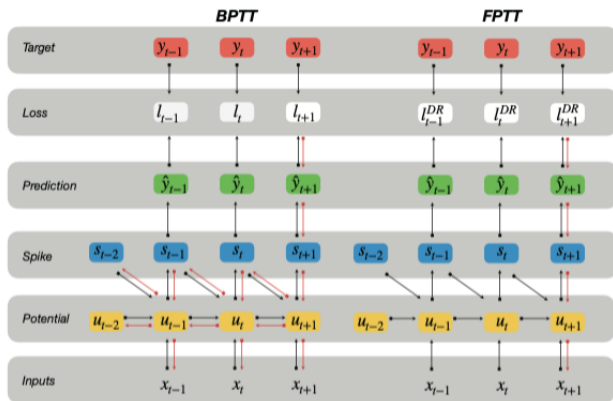 BPTT FPTT
Target y_{t-1} y_t y_{t+1} y_{t-1} y_t y_{t+1}
Loss l_{t-1} l_t l_{t+1} l_{t-1}^{DR} l_t^{DR} l_{t+1}^{DR}
Prediction ŷ_{t-1} ŷ_t ŷ_{t+1} ŷ_{t-1} ŷ_t ŷ_{t+1}
Spike s_{t-2} s_{t-1} s_t s_{t+1} s_{t-2} s_{t-1} s_t s_{t+1}
Potential u_{t-2} u_{t-1} u_t u_{t+1} u_{t-2} u_{t-1} u_t u_{t+1}
Inputs x_{t-1} x_t x_{t+1} x_{t-1} x_t x_{t+1}